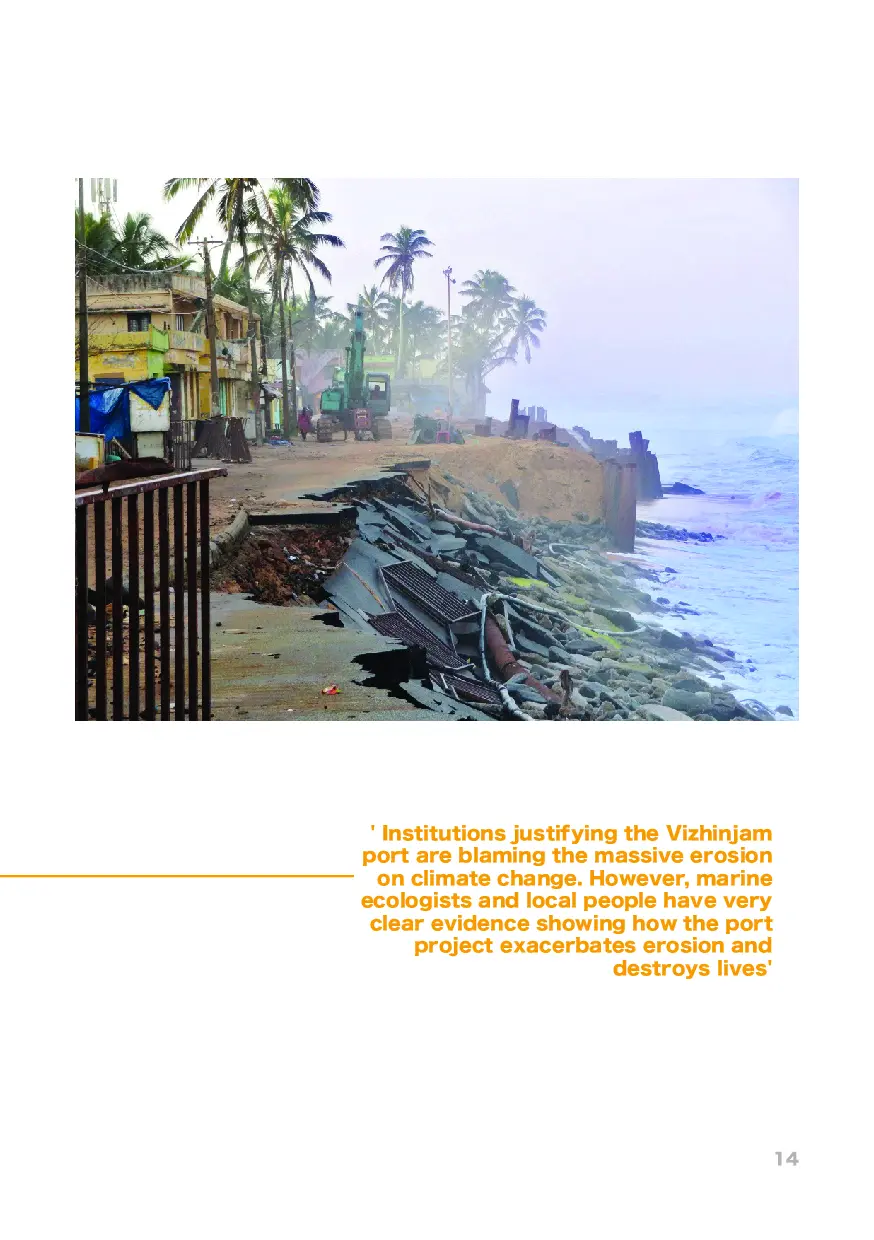 ' Institutions justifying the Vizhinjam
port are blaming the massive erosion
on climate change. However, marine
ecologists and local people have very
clear evidence showing how the port
project exacerbates erosion and
destroys lives'
14